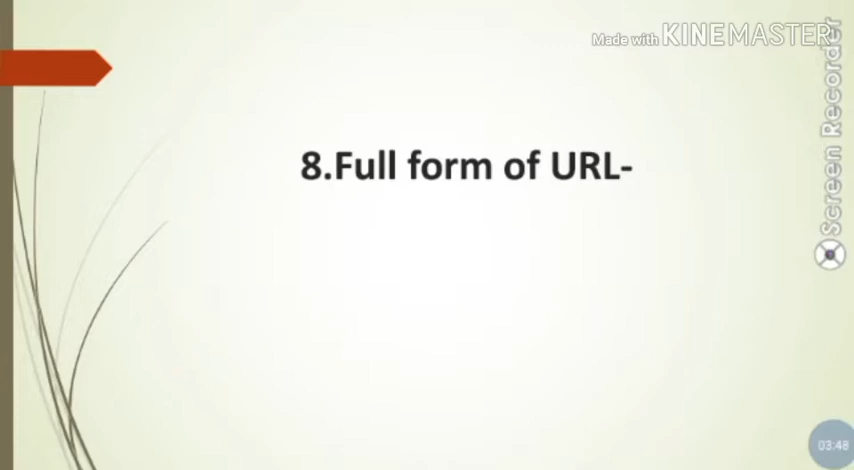 Made with KINEMASTER
Screen Recorder
8.Full form of URL-
03:48